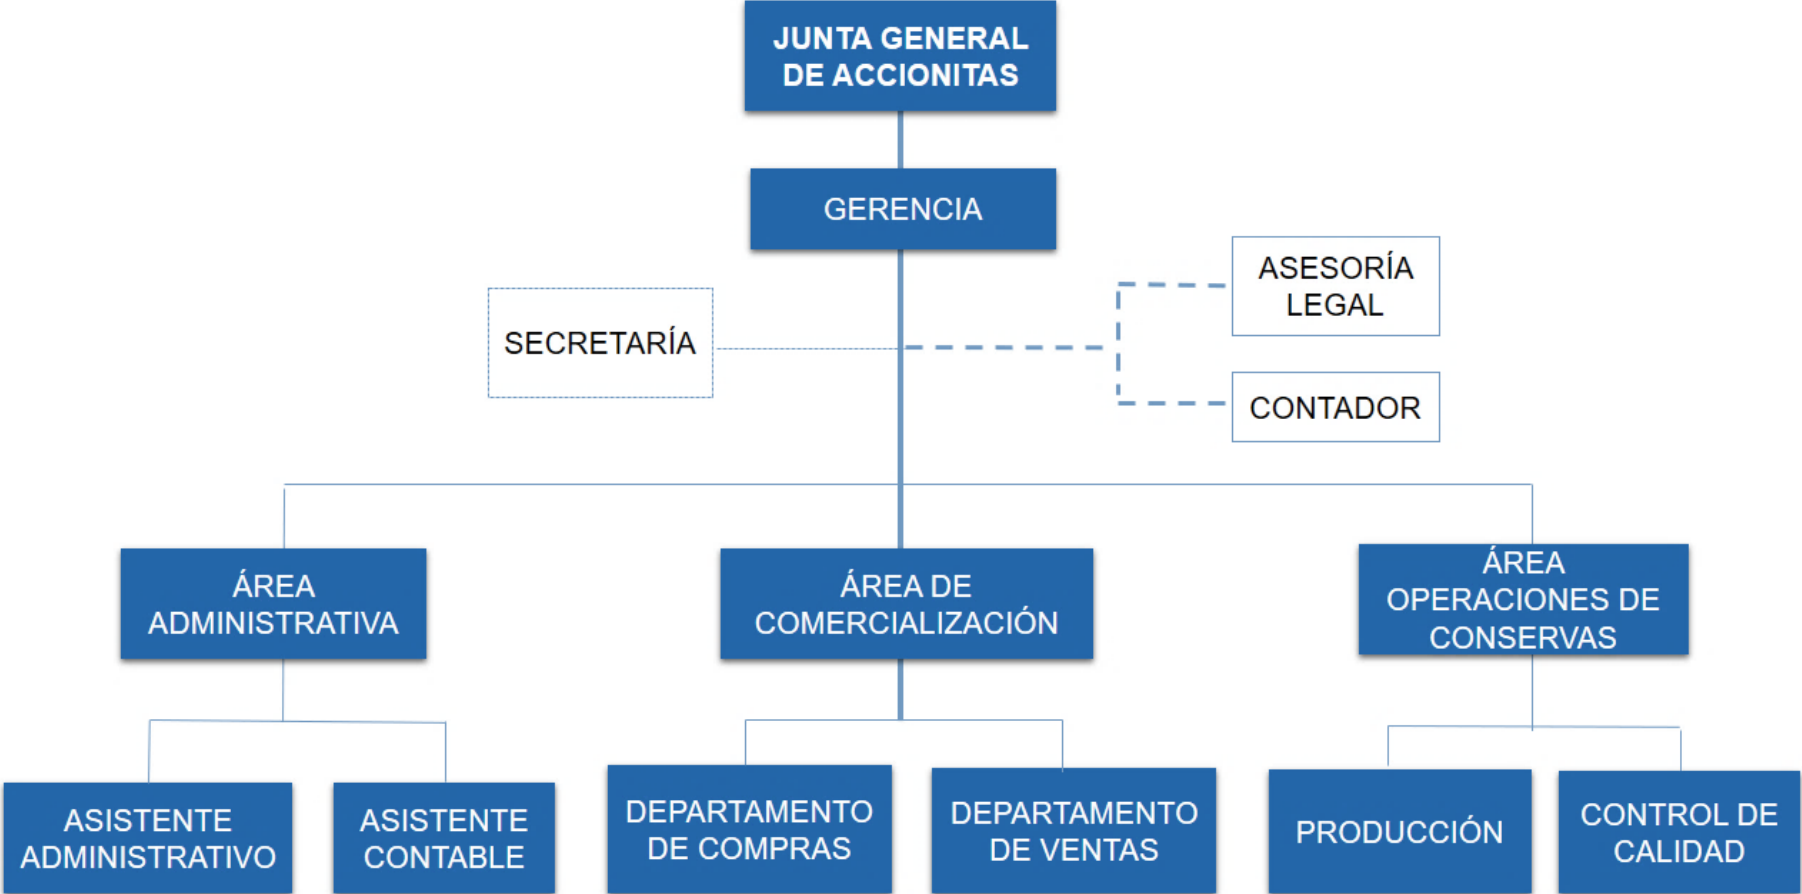 JUNTA GENERAL
DE ACCIONITAS
GERENCIA
ASESORÍA
LEGAL
SECRETARÍA
CONTADOR
ÁREA
ADMINISTRATIVA
ÁREA DE
COMERCIALIZACIÓN
ÁREA
OPERACIONES DE
CONSERVAS
ASISTENTE
ADMINISTRATIVO
ASISTENTE
CONTABLE
DEPARTAMENTO
DE COMPRAS
DEPARTAMENTO
DE VENTAS
PRODUCCIÓN
CONTROL DE
CALIDAD